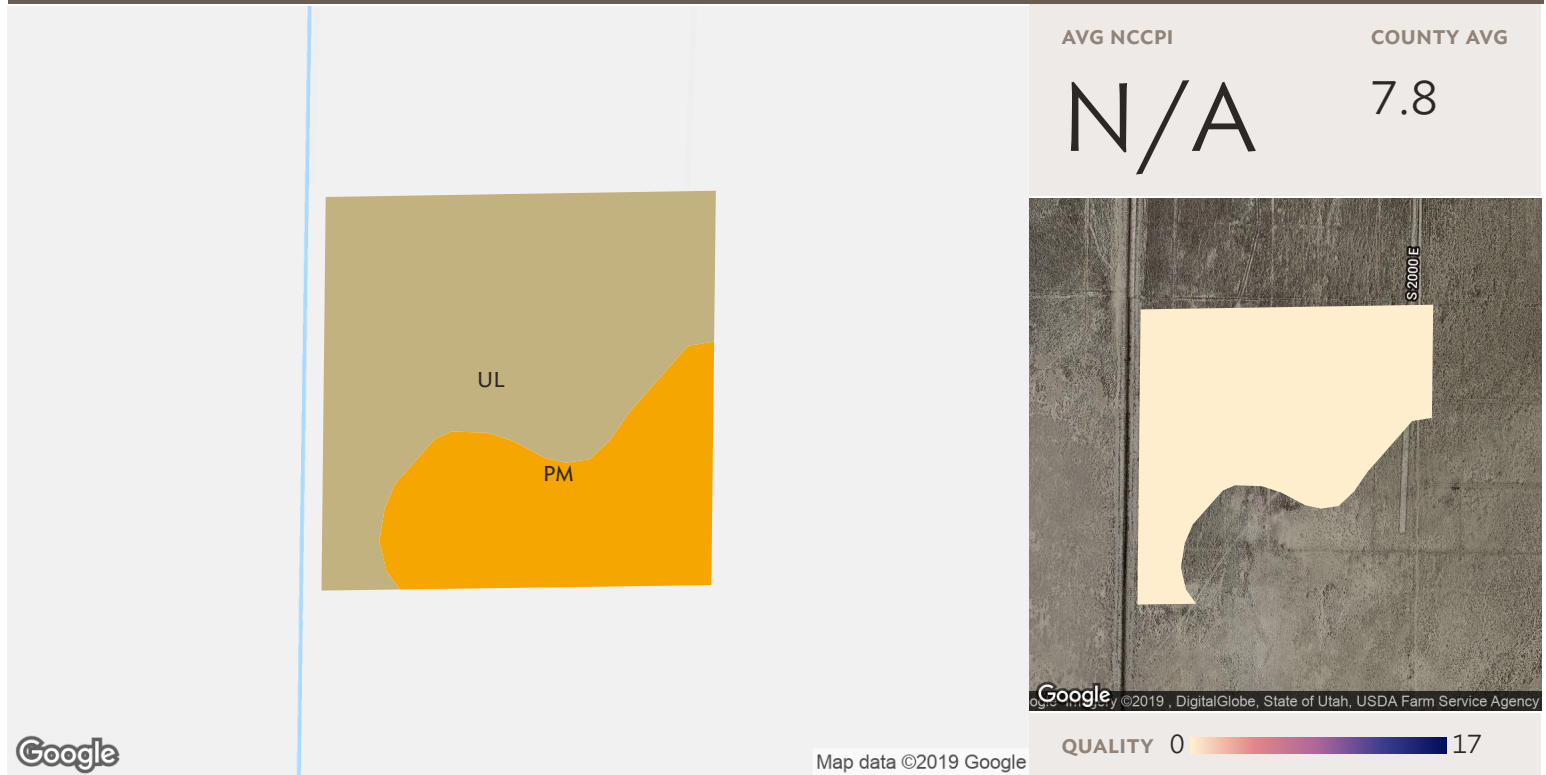 AVG NCCPI
COUNTY AVG
N/A
7.8
UL
PM
S 2000 E
Google
Imagery ©2019 , DigitalGlobe, State of Utah, USDA Farm Service Agency
Google
Map data ©2019 Google
QUALITY 0 17